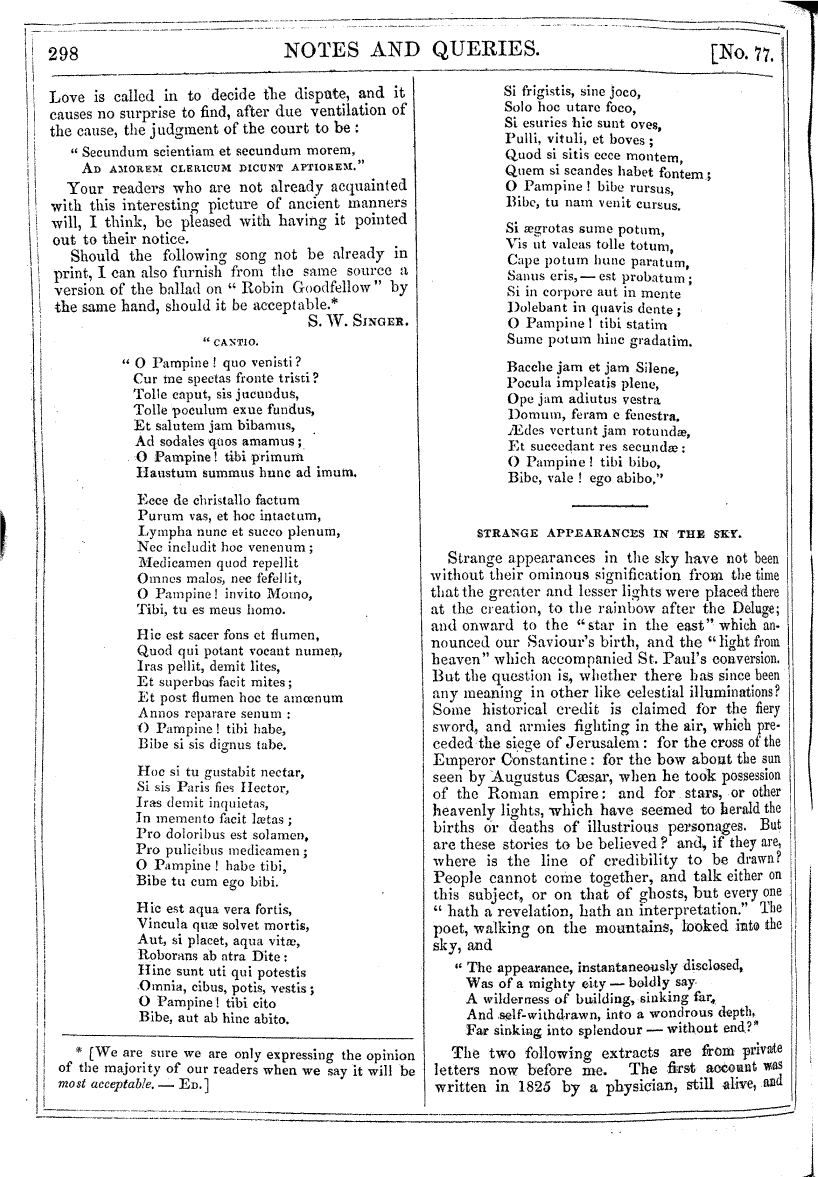 298 NOTES AND QUERIES. [No. 77.
Love is called in to decide the dispute, and it
causes no surprise to find, after due ventilation of
the cause, the judgment of the court to be :
“ Secundum scientiam et secundum morem,
AD AMOREM CLERICUM DICUNT APTIOREM.”
Your readers who are not already acquainted
with this interesting picture of ancient manners
will, I think, be pleased with having it pointed
out to their notice.
Should the following song not be already in
print, I can also furnish from the same source a
version of the ballad on “ Robin Goodfellow ” by
the same hand, should it be acceptable.*
S. W. SINGER.
“ CANTIO.
“ O Pampine ! quo venisti ?
Cur me spectas fronte tristi ?
Tolle caput, sis jucundus,
Tolle poculum exue fundus,
Et salutem jam bibamus,
Ad sodales quos amamus ;
O Pampine ! tibi primum
Haustum summus hunc ad imum.
Ecce de christallo factum
Purum vas, et hoc intactum,
Lympha nunc et succo plenum,
Nec includit hoc venenum ;
Medicamen quod repellit
Omnes malos, nec fefellit,
O Pampine ! invito Momo,
Tibi, tu es meus homo.
Hic est sacer fons et flumen,
Quod qui potant vocant numen,
Iras pellit, demit lites,
Et superbos facit mites ;
Et post flumen hoc te amœnum
Annos reparare senum :
O Pampine ! tibi habe,
Bibe si sis dignus tabe.
Hoc si tu gustabit nectar,
Si sis Paris fies Hector,
Iras demit inquietas,
In memento facit lætas ;
Pro doloribus est solamen,
Pro pulicibus medicamen ;
O Pampine ! habe tibi,
Bibe tu cum ego bibi.
Hic est aqua vera fortis,
Vincula quæ solvet mortis,
Aut, si placet, aqua vitæ,
Roborans ab atra Dite :
Hinc sunt uti qui potestis
Omnia, cibus, potis, vestis ;
O Pampine ! tibi cito
Bibe, aut ab hinc abito.
* [We are sure we are only expressing the opinion
of the majority of our readers when we say it will be
most acceptable. — ED.]
Si frigistis, sine joco,
Solo hoc utare foco,
Si esuries hic sunt oves,
Pulli, vituli, et boves ;
Quod si sitis ecce montem,
Quem si scandes habet fontem ;
O Pampine ! bibe rursus,
Bibe, tu nam venit cursus.
Si ægrotas sume potum,
Vis ut valeas tolle totum,
Cape potum hunc paratum,
Sanus eris, — est probatum ;
Si in corpore aut in mente
Dolebant in quavis dente ;
O Pampine ! tibi statim
Sume potum hinc gradatim.
Bacche jam et jam Silene,
Pocula impleatis plene,
Ope jam adiutus vestra
Domum, feram e fenestra.
Ædes vertunt jam rotundæ,
Et succedant res secundæ :
O Pampine ! tibi bibo,
Bibe, vale ! ego abibo.”
STRANGE APPEARANCES IN THE SKY.
Strange appearances in the sky have not been
without their ominous signification from the time
that the greater and lesser lights were placed there
at the creation, to the rainbow after the Deluge;
and onward to the “star in the east” which an-
nounced our Saviour’s birth, and the “light from
heaven” which accompanied St. Paul’s conversion.
But the question is, whether there has since been
any meaning in other like celestial illuminations?
Some historical credit is claimed for the fiery
sword, and armies fighting in the air, which pre-
ceded the siege of Jerusalem : for the cross of the
Emperor Constantine : for the bow about the sun
seen by Augustus Cæsar, when he took possession
of the Roman empire: and for stars, or other
heavenly lights, which have seemed to herald the
births or deaths of illustrious personages. But
are these stories to be believed ? and, if they are,
where is the line of credibility to be drawn?
People cannot come together, and talk either on
this subject, or on that of ghosts, but every one
“ hath a revelation, hath an interpretation.” The
poet, walking on the mountains, looked into the
sky, and
“ The appearance, instantaneously disclosed,
Was of a mighty city — boldly say
A wilderness of building, sinking far,
And self-withdrawn, into a wondrous depth,
Far sinking into splendour — without end?”
The two following extracts are from private
letters now before me. The first account was
written in 1825 by a physician, still alive, and